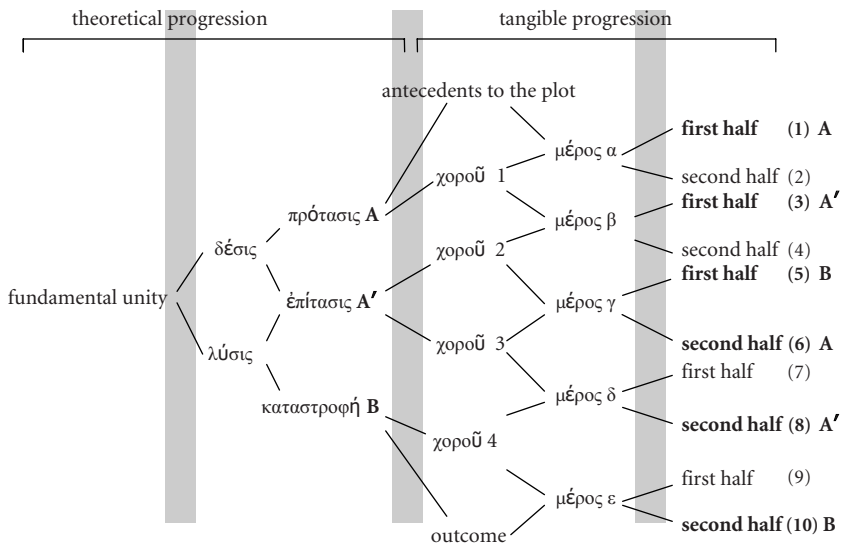 theoretical progression
tangible progression
antecedents to the plot
first half (1) A
μέρος α
second half (2)
χοροῦ 1
first half (3) A′
πρότασις A
μέρος β
second half (4)
δέσις
χοροῦ 2
first half (5) B
fundamental unity
ἐπίτασις A′
μέρος γ
second half (6) A
λύσις
χοροῦ 3
first half (7)
μέρος δ
καταστροφή B
second half (8) A′
χοροῦ 4
first half (9)
μέρος ε
second half (10) B
outcome